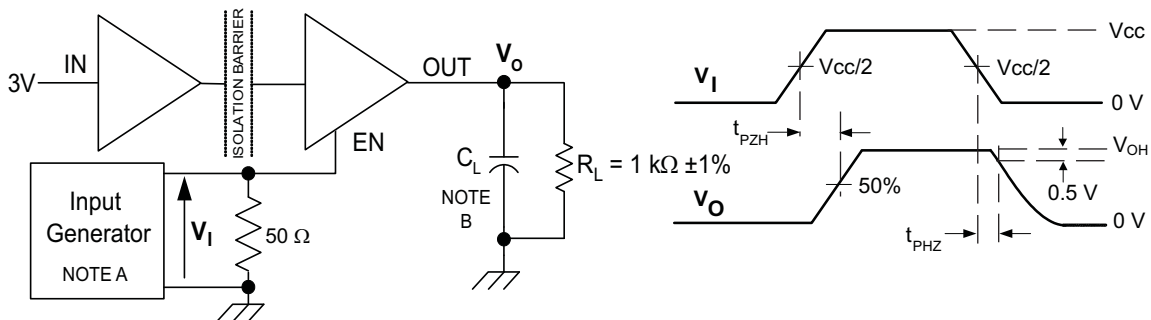 3V
IN
ISOLATION BARRIER
OUT
Vo
EN
Input
Generator
NOTE A
VI
50 Ω
CL
NOTE
B
RL = 1 kΩ ±1%
Vcc
VI
Vcc/2
Vcc/2
0 V
tPZH
VOH
0.5 V
50%
VO
0 V
tPHZ